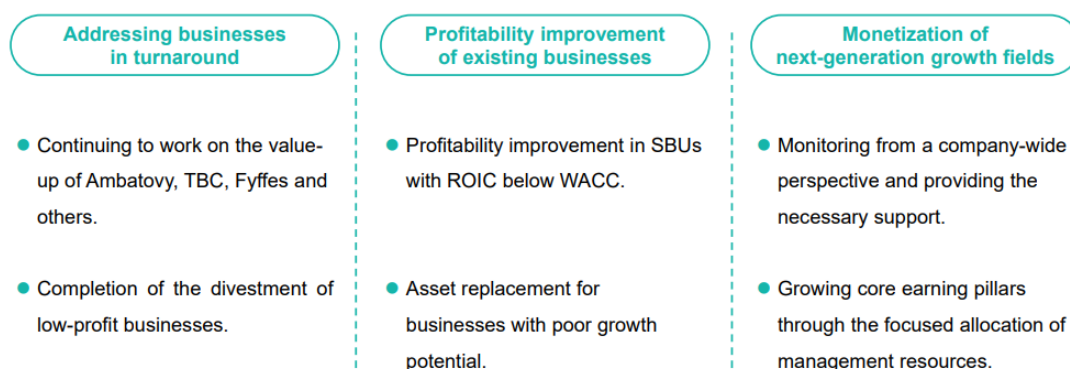 Addressing businesses
in turnaround
Continuing to work on the value-
up of Ambatovy, TBC, Fyffes and
others.
Completion of the divestment of
low-profit businesses.
Profitability improvement
of existing businesses
Profitability improvement in SBUs
with ROIC below WACC.
Asset replacement for
businesses with poor growth
potential.
Monetization of
next-generation growth fields
Monitoring from a company-wide
perspective and providing the
necessary support.
Growing core earning pillars
through the focused allocation of
management resources.